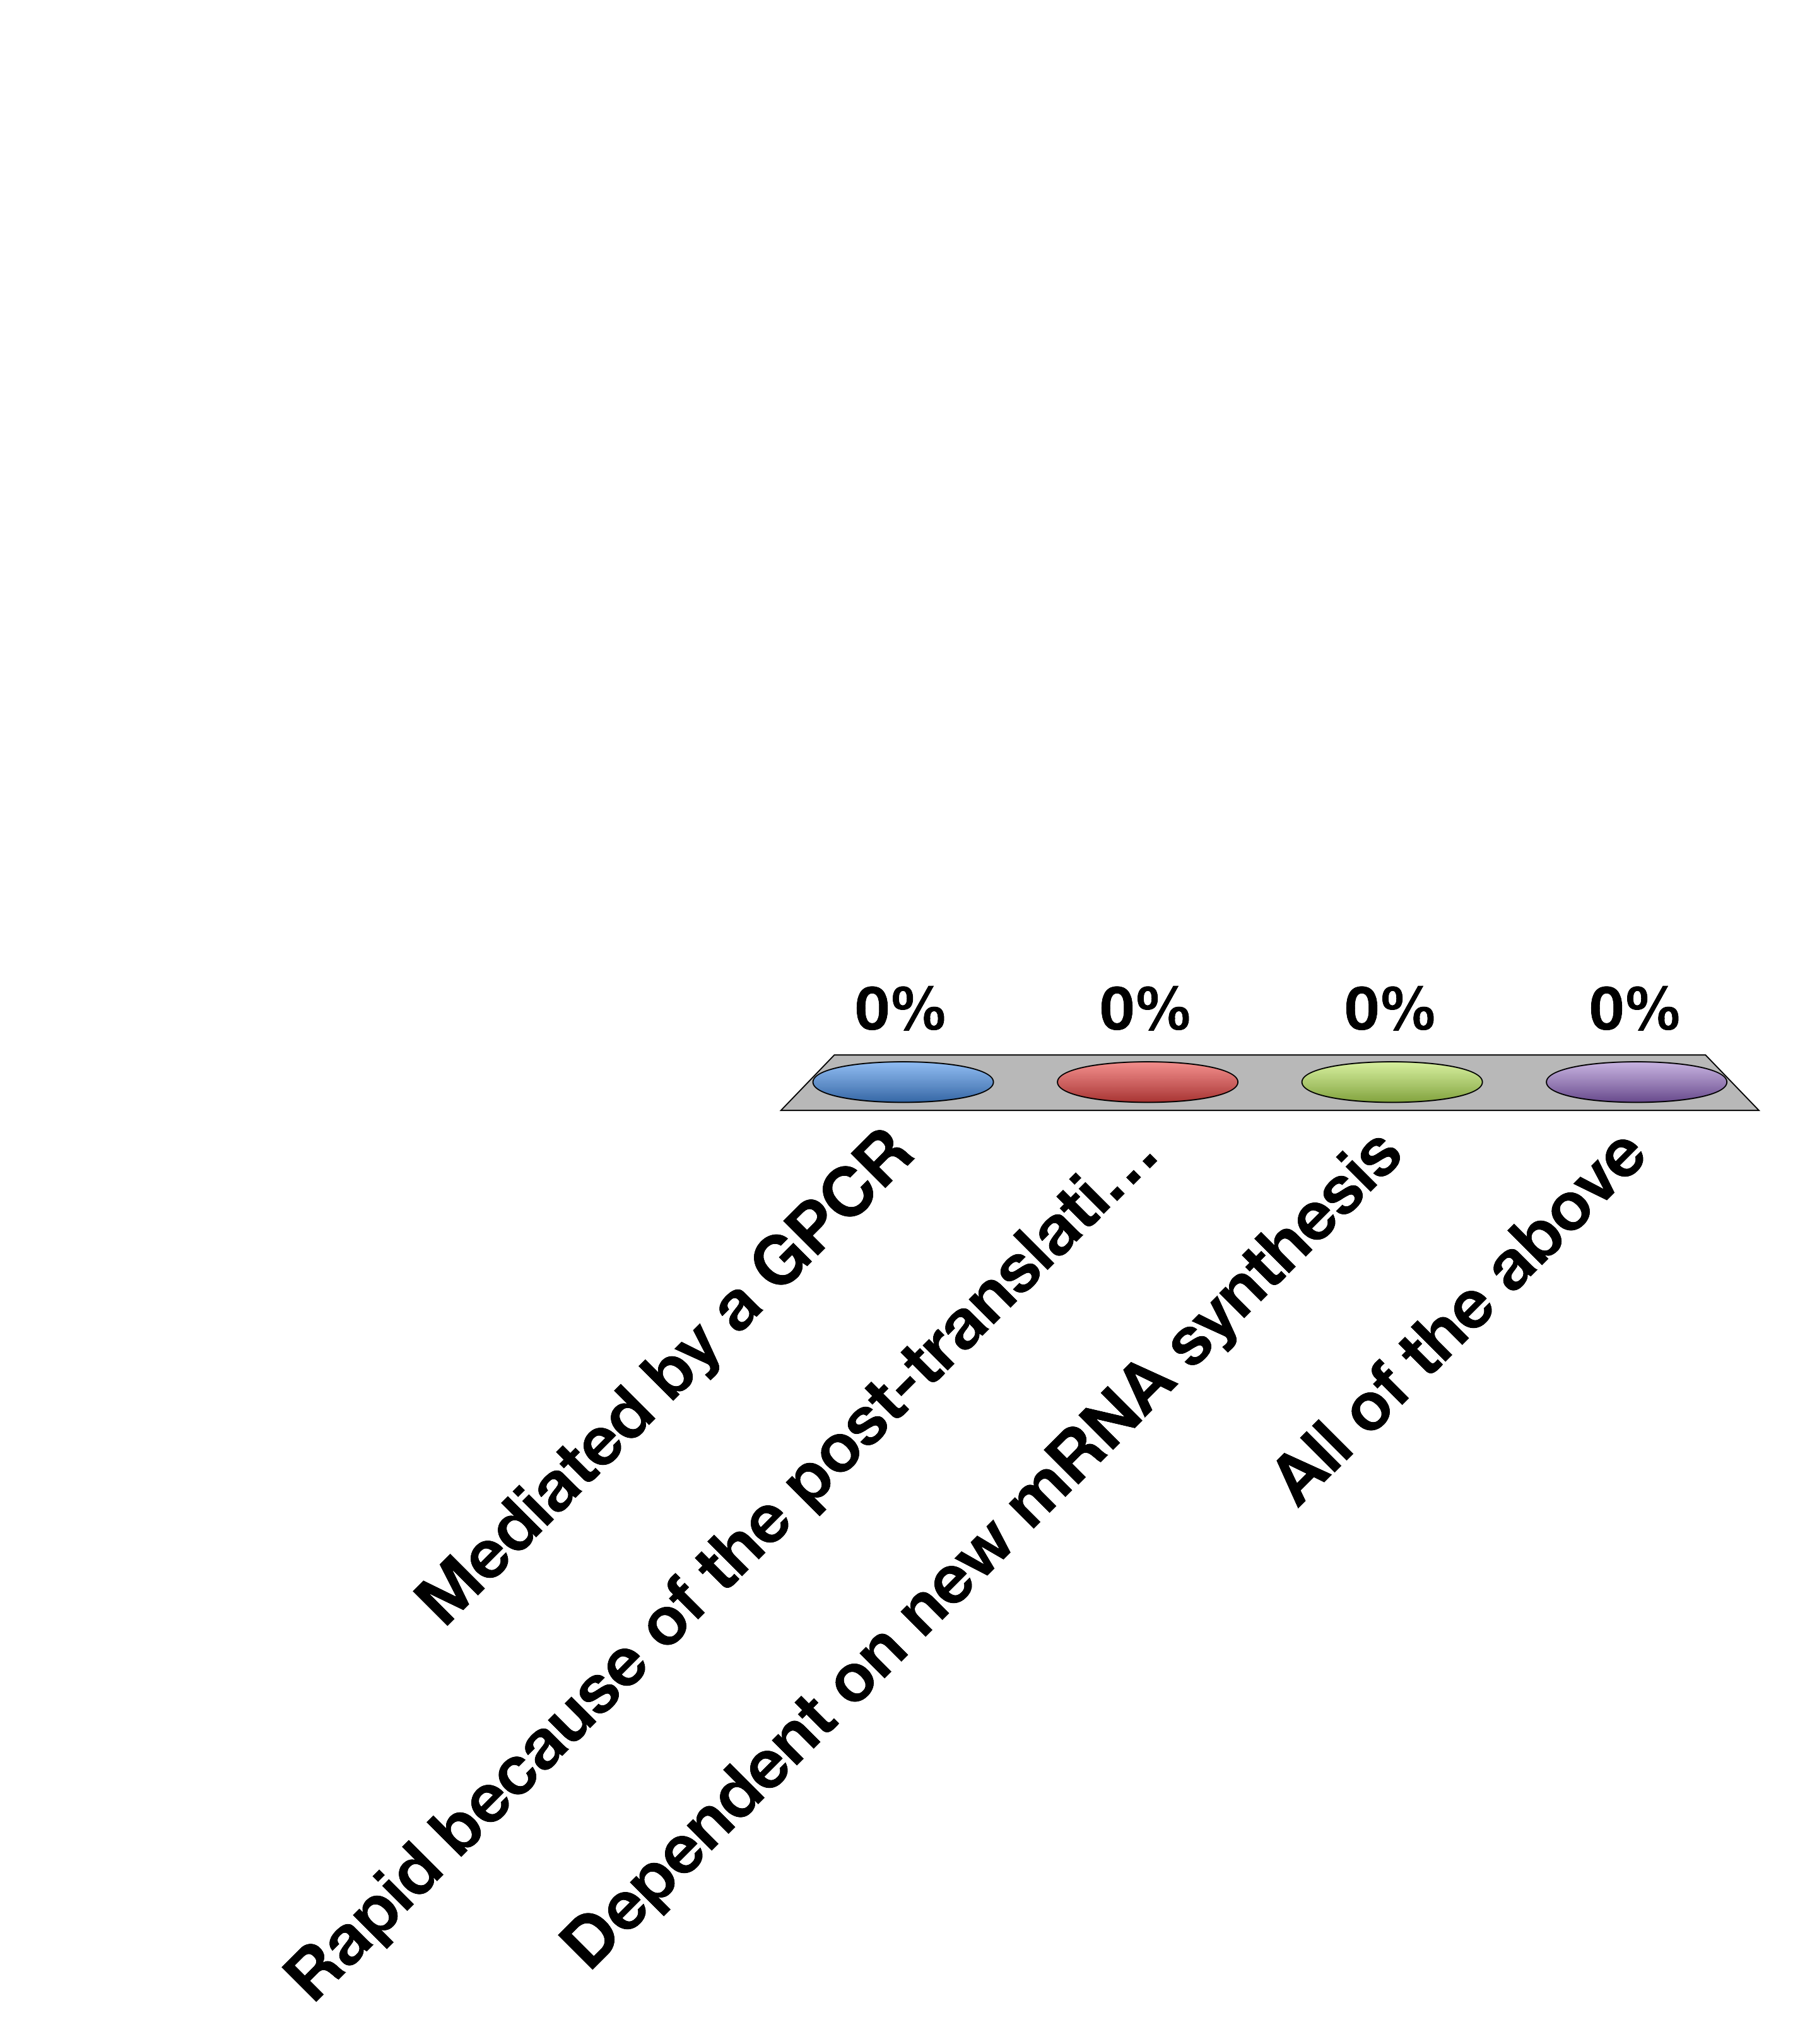 0%
0%
0%
0%
Mediated by a GPCR
Rapid because of the post-translati...
Dependent on new mRNA synthesis
All of the above